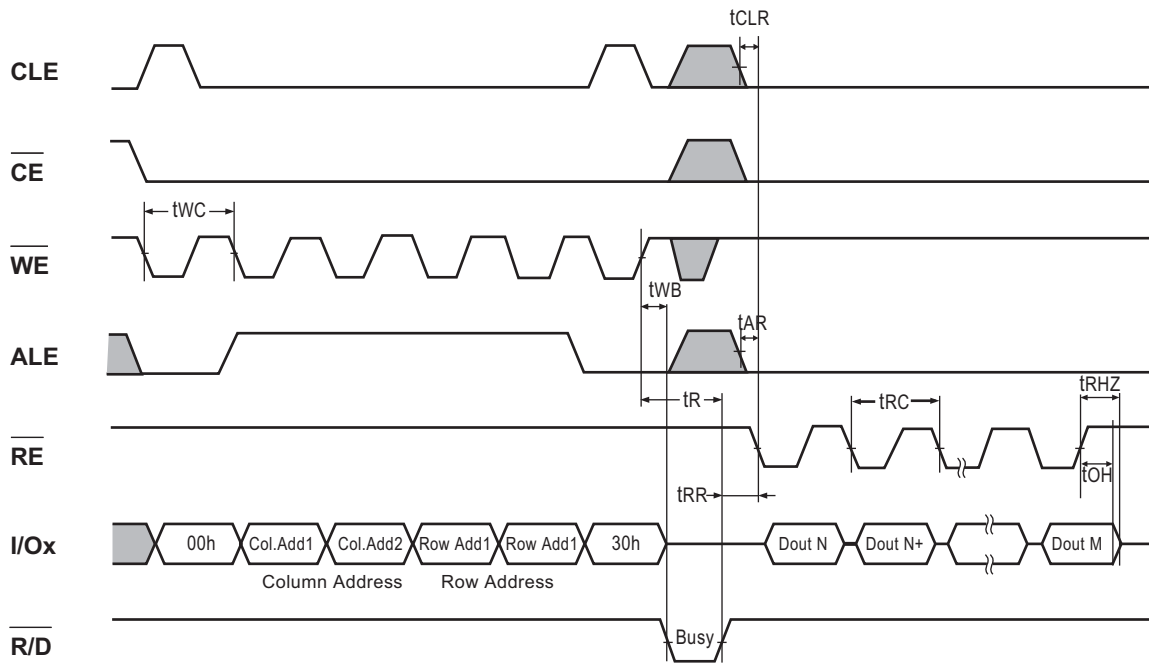 tCLR
CLE
CE
tWC
WE
tWB
tAR
ALE
tR
tRC
tRHZ
RE
tRR
tOH
I/Ox
00h
Col.Add1
Col.Add2
Row Add1
Row Add1
30h
Dout N
Dout N+
Dout M
Column Address
Row Address
R/D
Busy